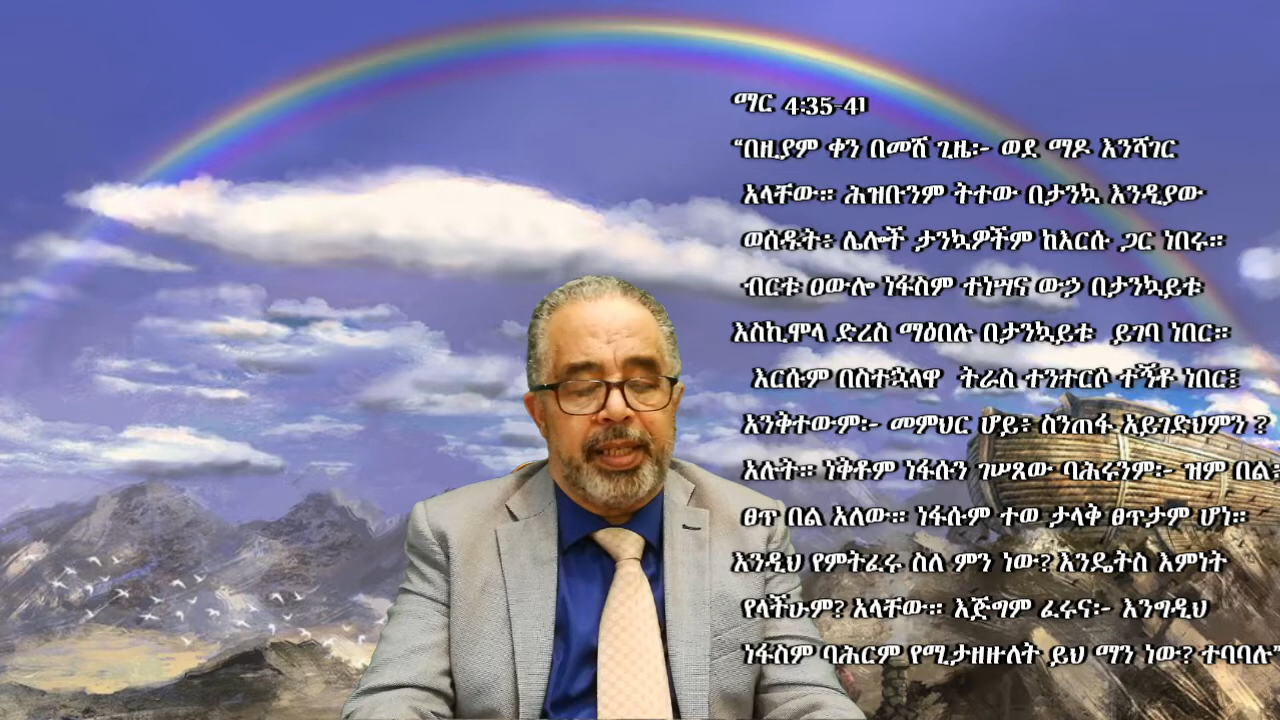 ማር 4፡35-41
“በዚያም ቀን በመሸ ጊዜ፡- ወደ ማዶ እንሻገር
አላቸው። ሕዝቡንም ትተው በታንኳ እንዲያው
ወሰዱት፥ ሌሎች ታንኳዎችም ከእርሱ ጋር ነበሩ።
ብርቱ ዐውሎ ነፋስም ተነሣና ውኃ በታንኳይቱ
እስኪሞላ ድረስ ማዕበሉ በታንኳይቱ ይገባ ነበር።
እርሱም በስተኋላዋ ትራስ ተንተርሶ ተኝቶ ነበር፤
አንቅተውም፡- መምህር ሆይ፥ ስንጠፋ አይገድህምን ?
አሉት። ነቅቶም ነፋሱን ገሠጸው ባሕሩንም፡- ዝም በል፥
ፀጥ በል አለው። ነፋሱም ተወ ታላቅ ፀጥታም ሆነ።
እንዲህ የምትፈሩ ስለ ምን ነው? እንዴትስ እምነት
የላችሁም? አላቸው። እጅግም ፈሩና፡- እንግዲህ
ነፋስም ባሕርም የሚታዘዙለት ይህ ማን ነው? ተባባሉ”